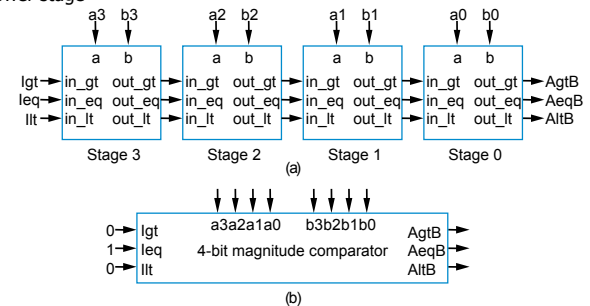 a3 b3 a2 b2 a1 b1 a0 b0
a b a b a b a b
Igt in_gt out_gt in_gt out_gt in_gt out_gt in_gt out_gt AgtB
Ieq in_eq out_eq in_eq out_eq in_eq out_eq in_eq out_eq AeqB
Ilt in_lt out_lt in_lt out_lt in_lt out_lt in_lt out_lt AltB
Stage 3 Stage 2 Stage 1 Stage 0
(a)
a3a2a1a0 b3b2b1b0
0 Igt AgtB
1 Ieq 4-bit magnitude comparator AeqB
0 Ilt AltB
(b)